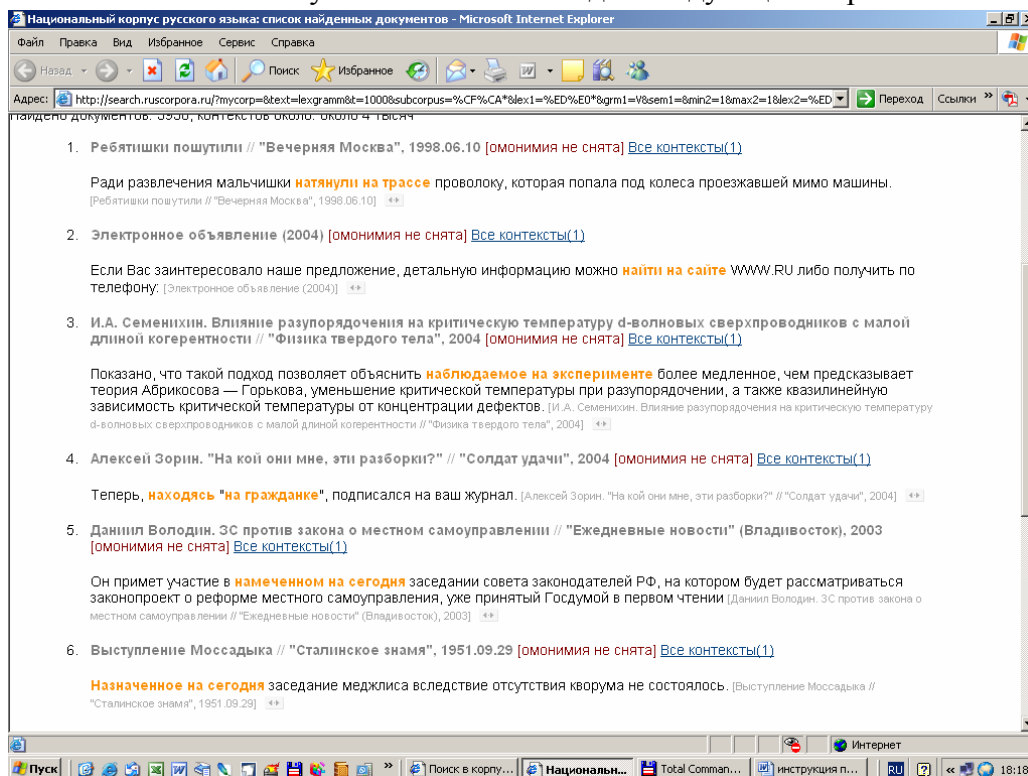 Национальный корпус русского языка: список найденных документов - Microsoft Internet Explorer
Файл Правка Вид Избранное Сервис Справка
Назад Поиск Избранное
Адрес: http://search.ruscorpora.ru/?mycorp=&text=lexgramm&t=1000&subcorpus=%CF%CA*&lex1=%ED%E0*&grm1=V&sem1=&min2=1&max2=1&lex2=%ED Переход Ссылки »
Найдено документов: 3938, контекстов около: около 4 тысяч
1. Ребятишки пошутили // "Вечерняя Москва", 1998.06.10 [омонимия не снята] Все контексты(1)
Ради развлечения мальчишки натянули на трассе проволоку, которая попала под колеса проезжавшей мимо машины.
[Ребятишки пошутили // "Вечерняя Москва", 1998.06.10]
2. Электронное объявление (2004) [омонимия не снята] Все контексты(1)
Если Вас заинтересовало наше предложение, детальную информацию можно найти на сайте WWW.RU либо получить по
телефону: [Электронное объявление (2004)]
3. И.А. Семенихин. Влияние разупорядочения на критическую температуру d-волновых сверхпроводников с малой
длиной когерентности // "Физика твердого тела", 2004 [омонимия не снята] Все контексты(1)
Показано, что такой подход позволяет объяснить наблюдаемое на эксперименте более медленное, чем предсказывает
теория Абрикосова — Горькова, уменьшение критической температуры при разупорядочении, а также квазилинейную
зависимость критической температуры от концентрации дефектов. [И.А. Семенихин. Влияние разупорядочения на критическую температуру
d-волновых сверхпроводников с малой длиной когерентности // "Физика твердого тела", 2004]
4. Алексей Зорин. "На кой они мне, эти разборки?" // "Солдат удачи", 2004 [омонимия не снята] Все контексты(1)
Теперь, находясь "на гражданке", подписался на ваш журнал. [Алексей Зорин. "На кой они мне, эти разборки?" // "Солдат удачи", 2004]
5. Даниил Володин. ЗС против закона о местном самоуправлении // "Ежедневные новости" (Владивосток), 2003
[омонимия не снята] Все контексты(1)
Он примет участие в намеченном на сегодня заседании совета законодателей РФ, на котором будет рассматриваться
законопроект о реформе местного самоуправления, уже принятый Госдумой в первом чтении [Даниил Володин. ЗС против закона о
местном самоуправлении // "Ежедневные новости" (Владивосток), 2003]
6. Выступление Моссадыка // "Сталинское знамя", 1951.09.29 [омонимия не снята] Все контексты(1)
Назначенное на сегодня заседание меджлиса вследствие отсутствия кворума не состоялось. [Выступление Моссадыка //
"Сталинское знамя", 1951.09.29]
Интернет
Пуск » Поиск в корпу... Национальн... Total Comman... инструкция п... RU « 18:18